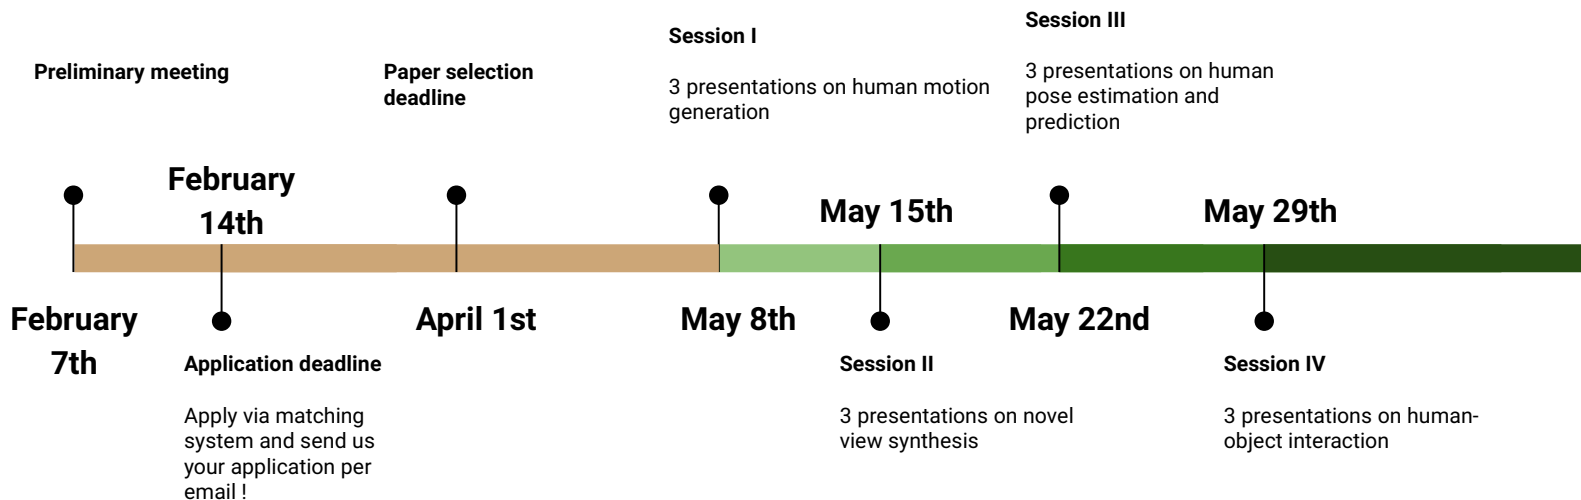 Preliminary meeting
February
7th
February
14th
Application deadline
Apply via matching
system and send us
your application per
email !
Paper selection
deadline
April 1st
Session I
3 presentations on human motion
generation
May 8th
May 15th
Session II
3 presentations on novel
view synthesis
Session III
3 presentations on human
pose estimation and
prediction
May 22nd
May 29th
Session IV
3 presentations on human-
object interaction